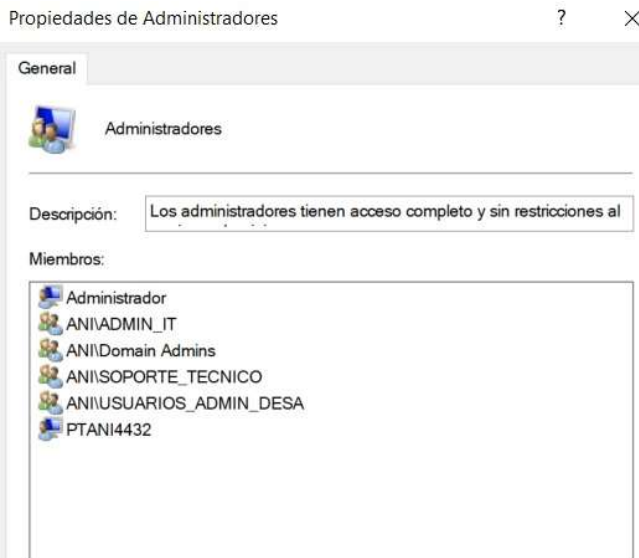 Propiedades de Administradores ? ×
General
Administradores
Descripción: Los administradores tienen acceso completo y sin restricciones al
Miembros:
Administrador
ANI\ADMIN_IT
ANI\Domain Admins
ANI\SOPORTE_TECNICO
ANI\USUARIOS_ADMIN_DESA
PTANI4432